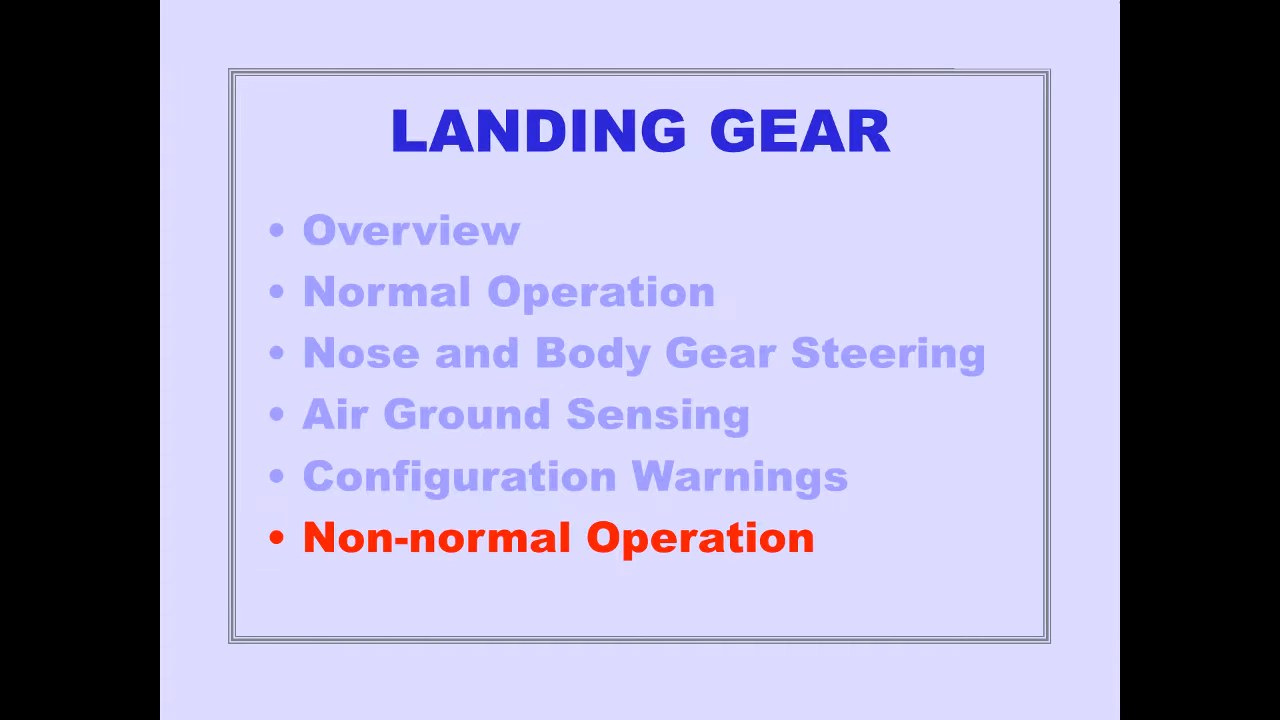 LANDING GEAR
• Overview
• Normal Operation
• Nose and Body Gear Steering
• Air Ground Sensing
• Configuration Warnings
• Non-normal Operation